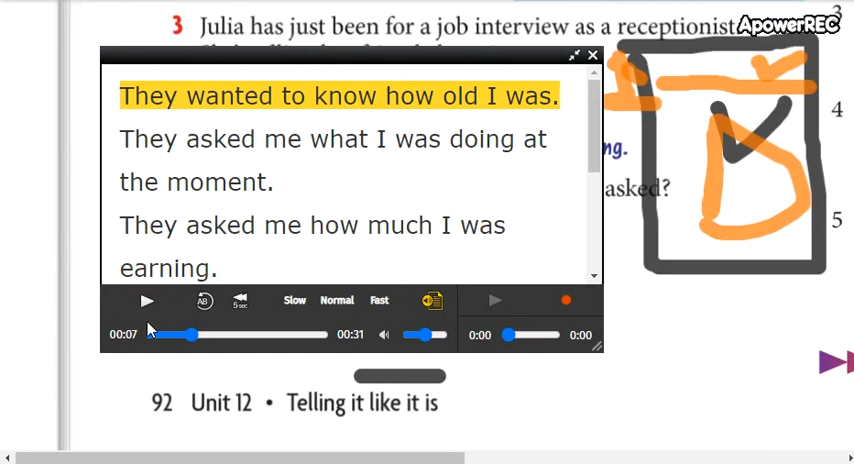 3 Julia has just been for a job interview as a receptionist
ApowerREC
They wanted to know how old I was.
They asked me what I was doing at
the moment.
They asked me how much I was
earning.
ng.
asked?
3
4
5
AB
5 sec
Slow Normal Fast
00:07
00:31
0:00
0:00
92 Unit 12 • Telling it like it is